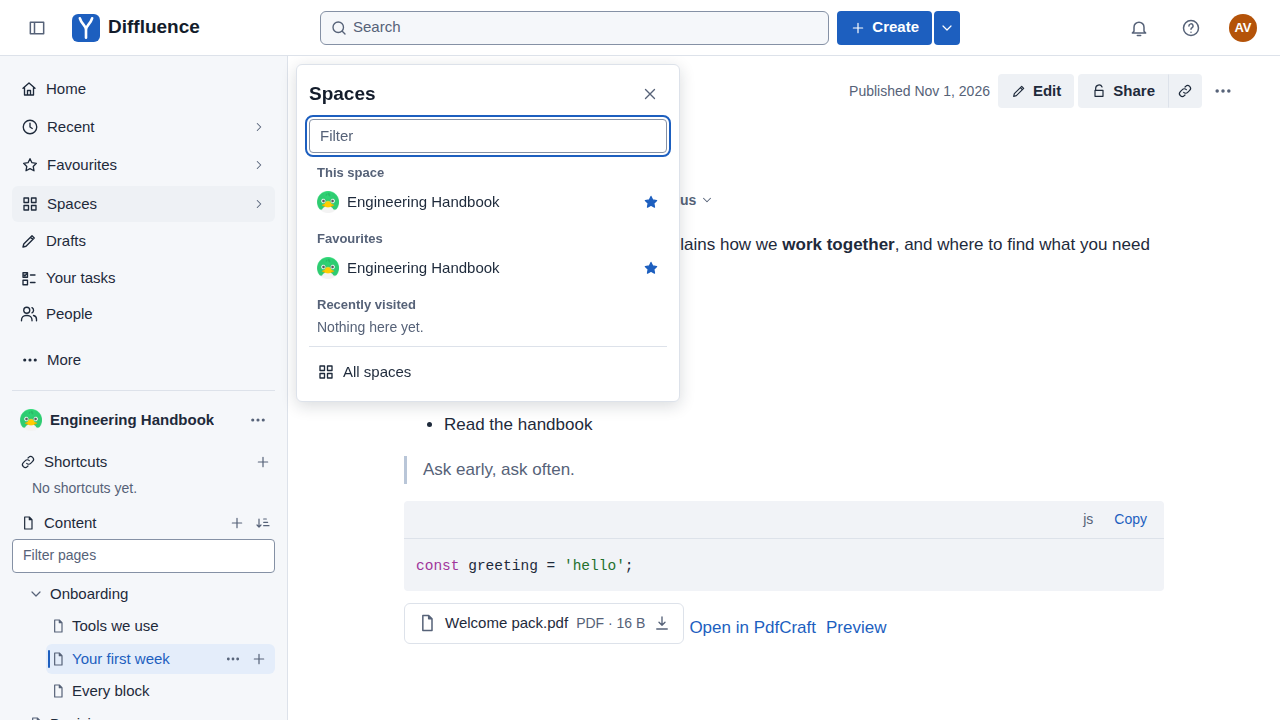 Diffluence
Search
Create
AV
Home
Recent
Favourites
Spaces
Drafts
Your tasks
People
More
Engineering Handbook
Shortcuts
No shortcuts yet.
Content
Filter pages
Onboarding
Tools we use
Your first week
Every block
Spaces
Filter
This space
Engineering Handbook
Favourites
Engineering Handbook
Recently visited
Nothing here yet.
All spaces
Published Nov 1, 2026
Edit
Share
us
lains how we work together, and where to find what you need
• Read the handbook
Ask early, ask often.
js Copy
const greeting = 'hello';
Welcome pack.pdf PDF · 16 B Open in PdfCraft Preview